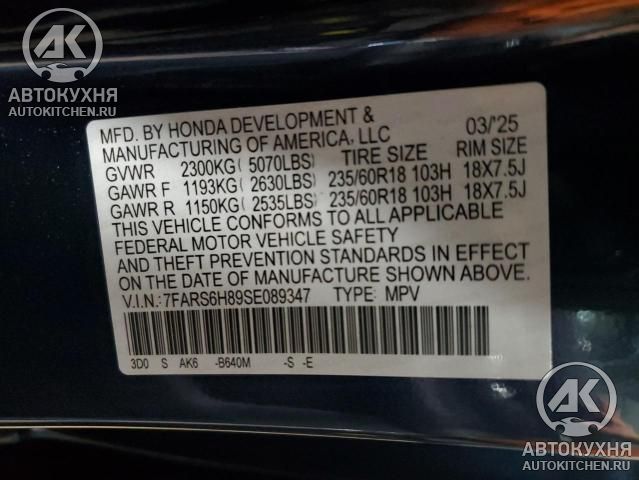 АК
АВТОКУХНЯ
AUTOKITCHEN.RU
MFD. BY HONDA DEVELOPMENT & 03/'25
MANUFACTURING OF AMERICA, LLC
GVWR 2300KG( 5070LBS) TIRE SIZE RIM SIZE
GAWR F 1193KG( 2630LBS) 235/60R18 103H 18X7.5J
GAWR R 1150KG( 2535LBS) 235/60R18 103H 18X7.5J
THIS VEHICLE CONFORMS TO ALL APPLICABLE
FEDERAL MOTOR VEHICLE SAFETY
AND THEFT PREVENTION STANDARDS IN EFFECT
ON THE DATE OF MANUFACTURE SHOWN ABOVE.
V.I.N.:7FARS6H89SE089347 TYPE: MPV
3D0 S AK6 -B640M -S -E
АК
АВТОКУХНЯ
AUTOKITCHEN.RU